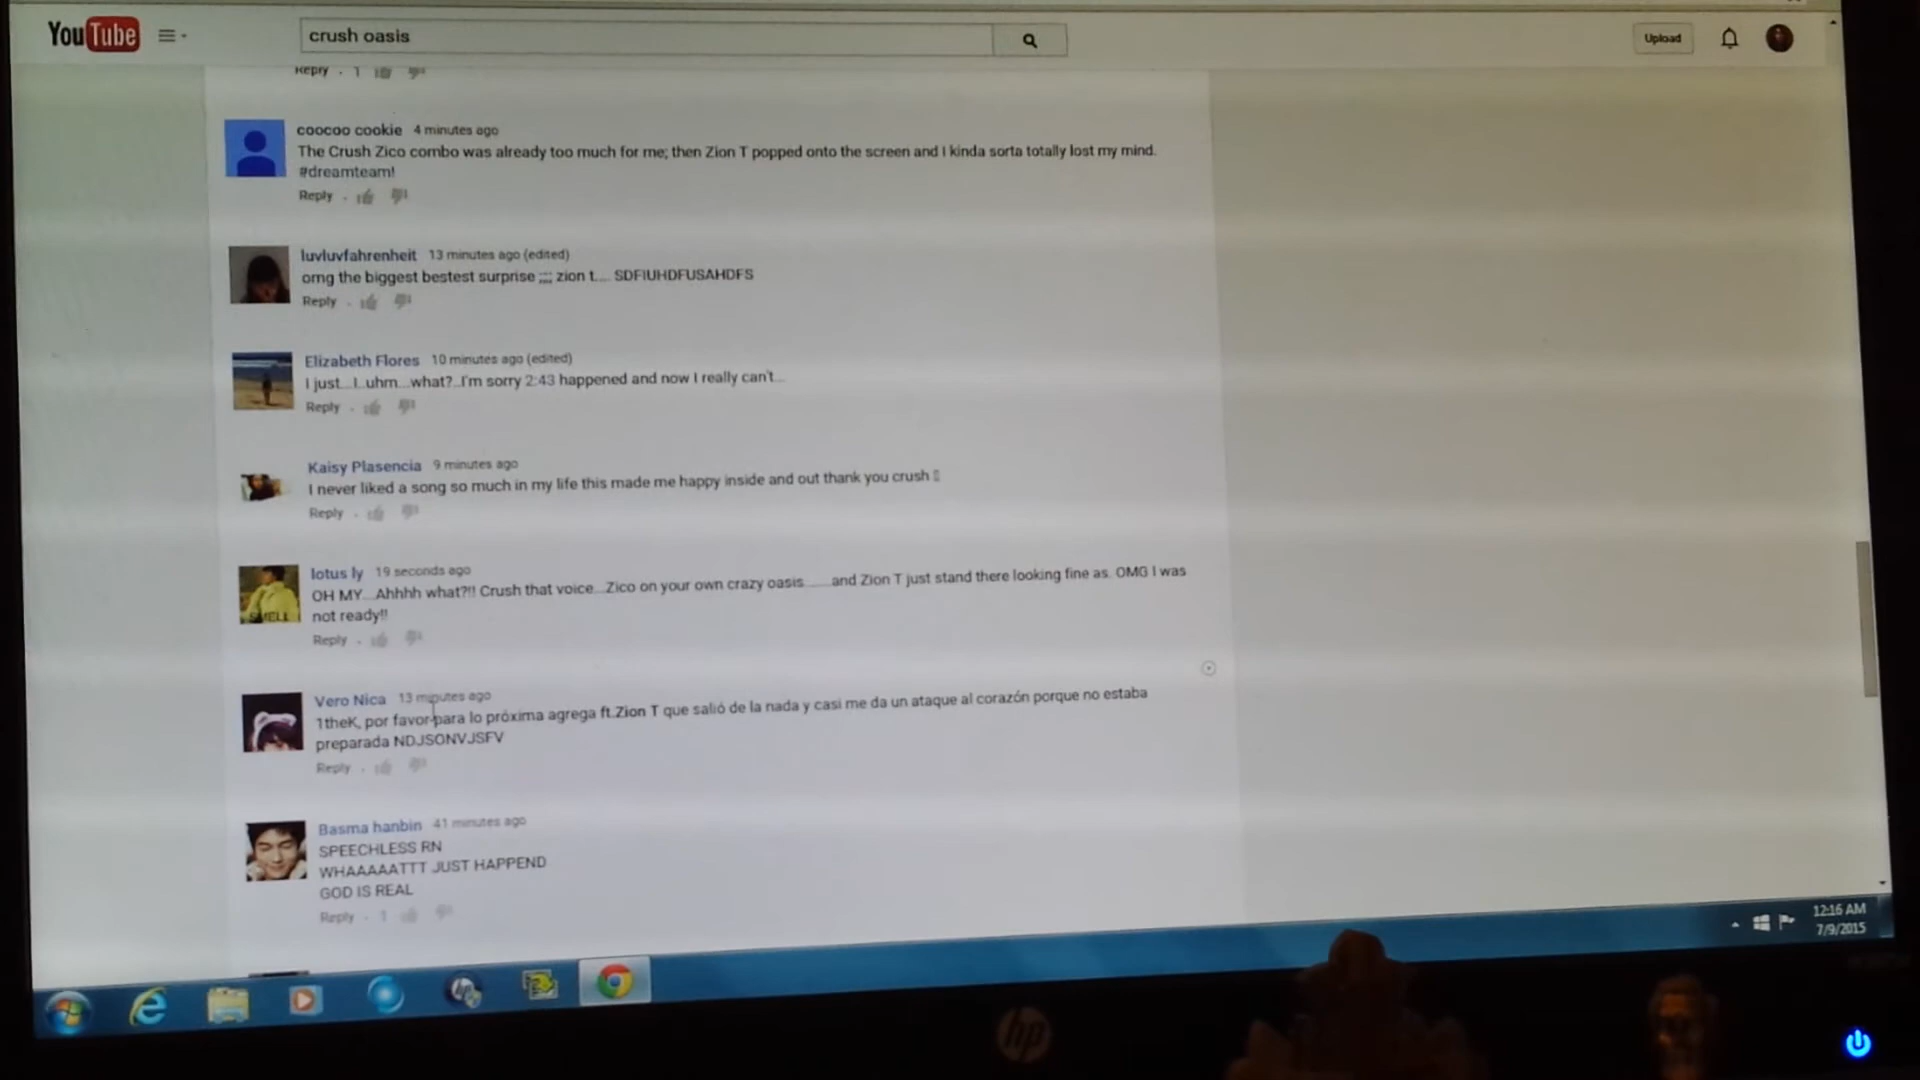 YouTube
crush oasis
Upload
Reply . 1
coocoo cookie 4 minutes ago
The Crush Zico combo was already too much for me; then Zion T popped onto the screen and I kinda sorta totally lost my mind.
#dreamteam!
Reply .
luvluvfahrenheit 13 minutes ago (edited)
omg the biggest bestest surprise ;;;; zion t.... SDFIUHDFUSAHDFS
Reply .
Elizabeth Flores 10 minutes ago (edited)
I just...I..uhm...what?..I'm sorry 2:43 happened and now I really can't...
Reply .
Kaisy Plasencia 9 minutes ago
I never liked a song so much in my life this made me happy inside and out thank you crush
Reply .
lotus ly 19 seconds ago
OH MY...Ahhhh what?!! Crush that voice...Zico on your own crazy oasis.......and Zion T just stand there looking fine as. OMG I was
not ready!!
Reply .
Vero Nica 13 minutes ago
1theK, por favor para lo próxima agrega ft.Zion T que salió de la nada y casi me da un ataque al corazón porque no estaba
preparada NDJSONVJSFV
Reply .
Basma hanbin 41 minutes ago
SPEECHLESS RN
WHAAAAATTT JUST HAPPEND
GOD IS REAL
Reply . 1
12:16 AM
7/9/2015
hp
SMELL